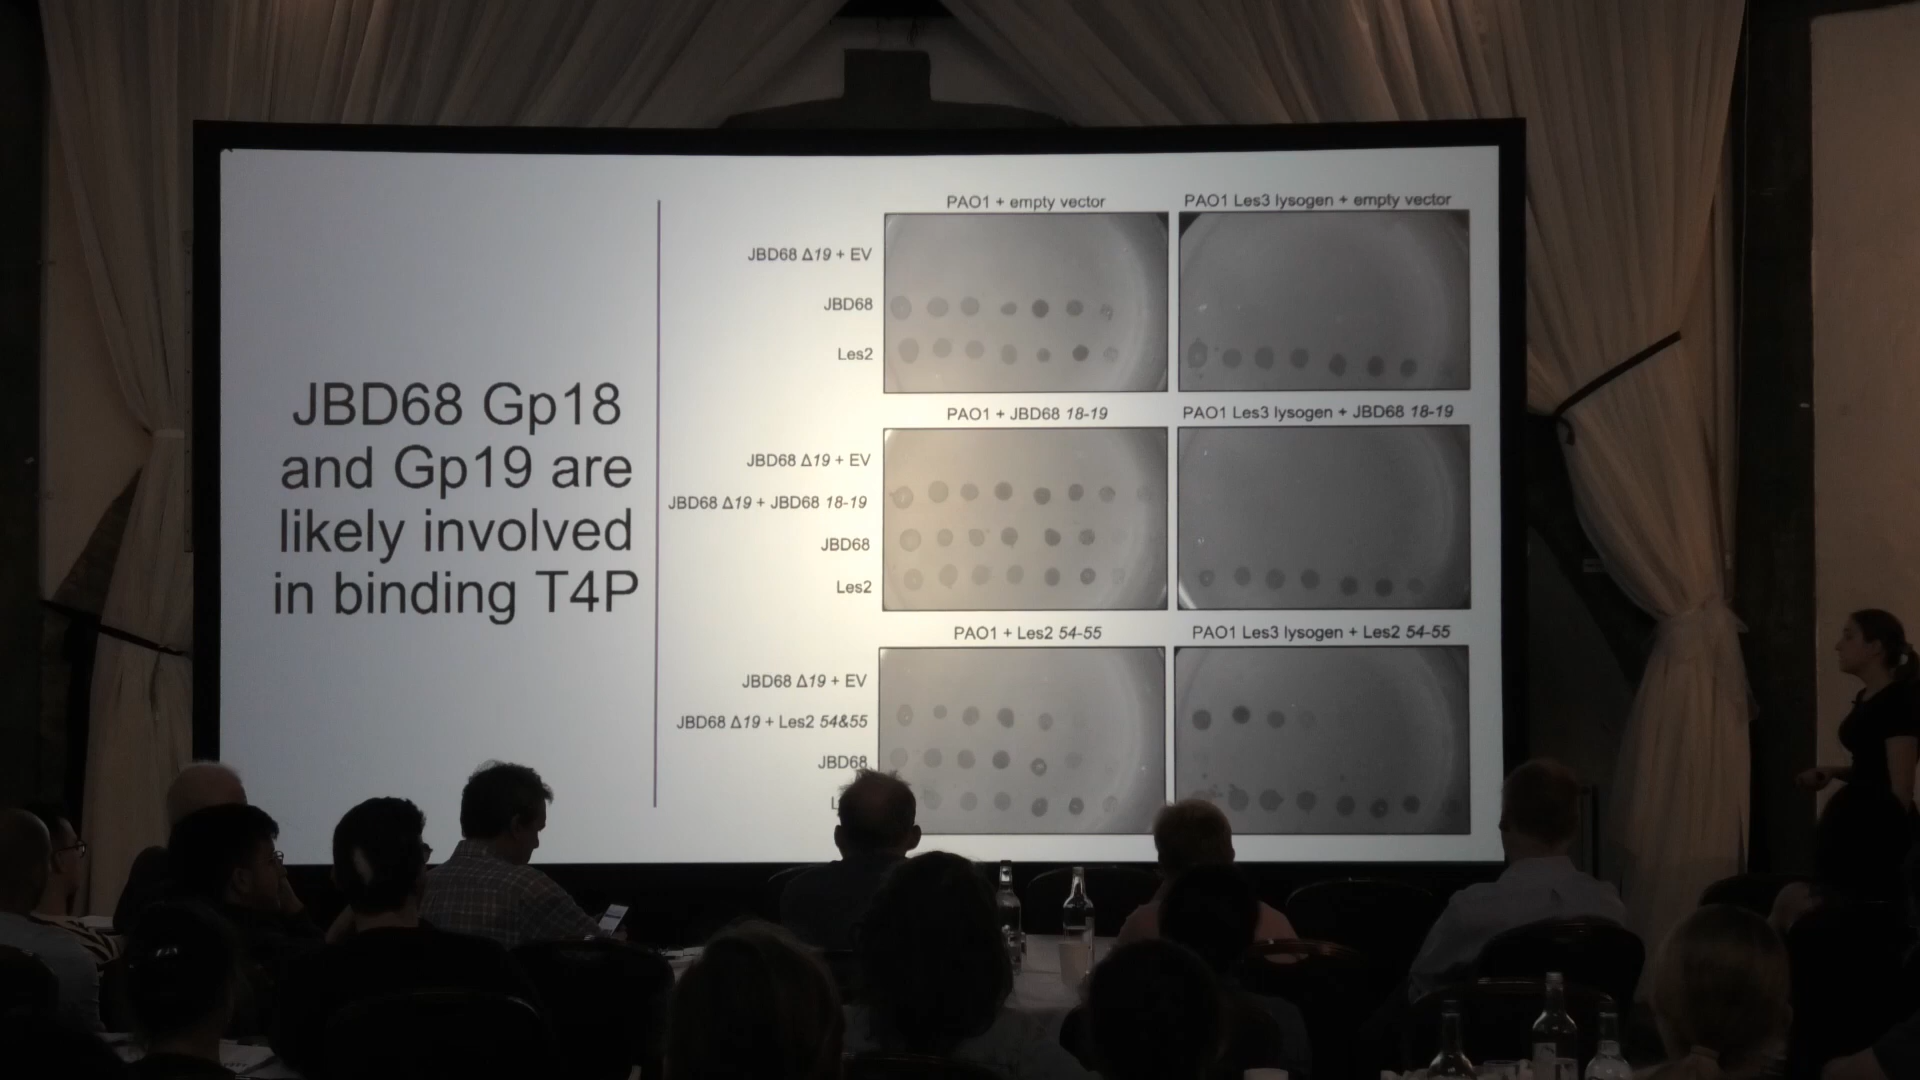 JBD68 Gp18
and Gp19 are
likely involved
in binding T4P
PAO1 + empty vector
PAO1 Les3 lysogen + empty vector
JBD68 Δ19 + EV
JBD68
Les2
PAO1 + JBD68 18-19
PAO1 Les3 lysogen + JBD68 18-19
JBD68 Δ19 + EV
JBD68 Δ19 + JBD68 18-19
JBD68
Les2
PAO1 + Les2 54-55
PAO1 Les3 lysogen + Les2 54-55
JBD68 Δ19 + EV
JBD68 Δ19 + Les2 54&55
JBD68